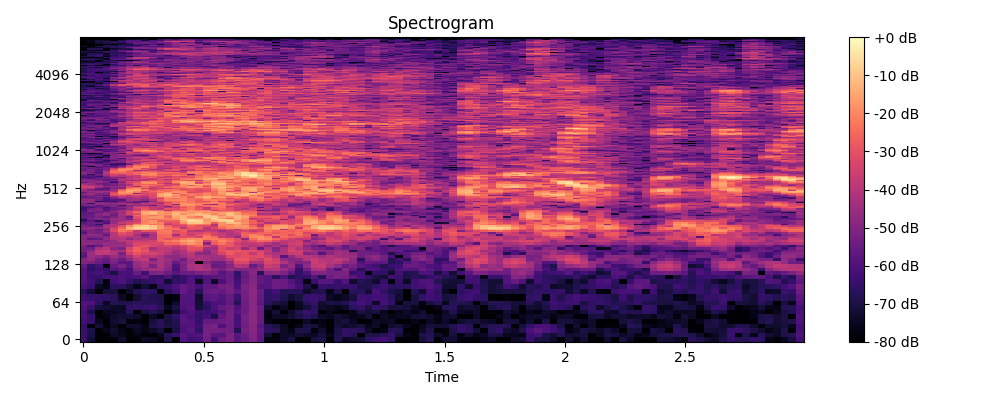 Spectrogram
Hz
4096
2048
1024
512
256
128
64
0
0
0.5
1
1.5
2
2.5
Time
+0 dB
-10 dB
-20 dB
-30 dB
-40 dB
-50 dB
-60 dB
-70 dB
-80 dB